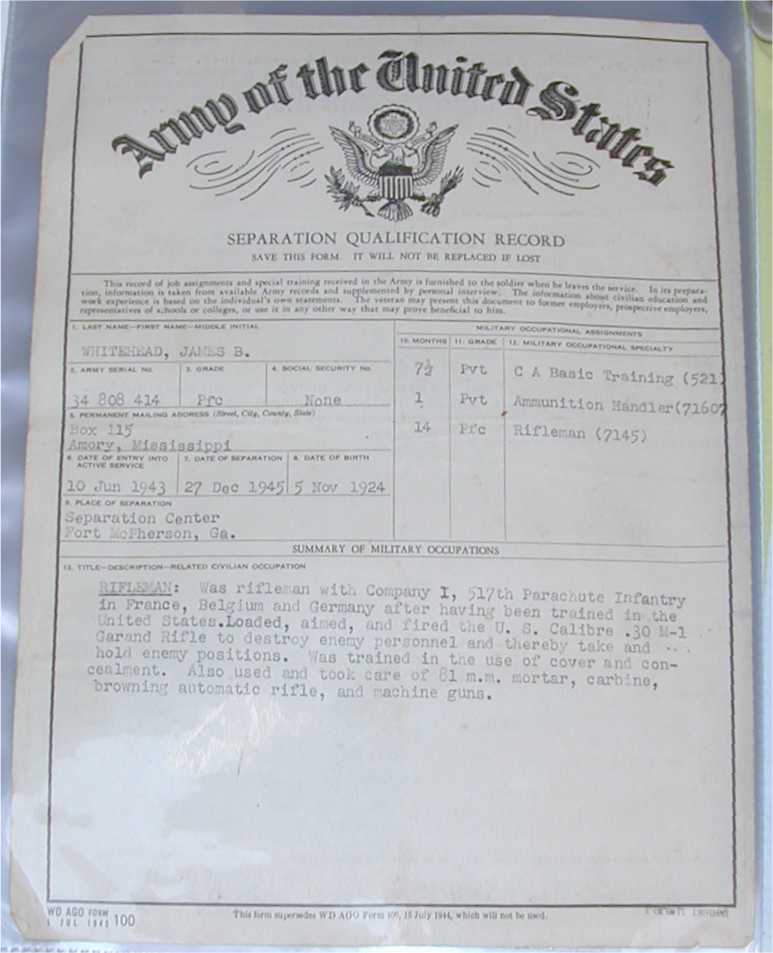 Army of the United States
SEPARATION QUALIFICATION RECORD
SAVE THIS FORM. IT WILL NOT BE REPLACED IF LOST
This record of job assignments and special training received in the Army is furnished to the soldier when he leaves the service. In its prepara-
tion, information is taken from available Army records and supplemented by personal interview. The information about civilian education and
work experience is based on the individual's own statements. The veteran may present this document to former employers, prospective employers,
representatives of schools or colleges, or use it in any other way that may prove beneficial to him.
1. LAST NAME—FIRST NAME—MIDDLE INITIAL
WHITEHEAD, JAMES B.
2. ARMY SERIAL No. 3. GRADE 4. SOCIAL SECURITY No.
34 808 414 Pfc None
5. PERMANENT MAILING ADDRESS (Street, City, County, State)
Box 115
Amory, Mississippi
6. DATE OF ENTRY INTO ACTIVE SERVICE 7. DATE OF SEPARATION 8. DATE OF BIRTH
10 Jun 1943 27 Dec 1945 5 Nov 1924
9. PLACE OF SEPARATION
Separation Center
Fort McPherson, Ga.
MILITARY OCCUPATIONAL ASSIGNMENTS
10. MONTHS 11. GRADE 12. MILITARY OCCUPATIONAL SPECIALTY
7½ Pvt C A Basic Training (521)
1 Pvt Ammunition Handler(7160)
14 Pfc Rifleman (7145)
SUMMARY OF MILITARY OCCUPATIONS
13. TITLE—DESCRIPTION—RELATED CIVILIAN OCCUPATION
RIFLEMAN: Was rifleman with Company I, 517th Parachute Infantry
in France, Belgium and Germany after having been trained in the
United States.Loaded, aimed, and fired the U. S. Calibre .30 M-1
Garand Rifle to destroy enemy personnel and thereby take and
hold enemy positions. Was trained in the use of cover and con-
cealment. Also used and took care of 81 m.m. mortar, carbine,
browning automatic rifle, and machine guns.
WD AGO FORM
1 JUL 1945 100
This form supersedes WD AGO Form 100, 15 July 1944, which will not be used.